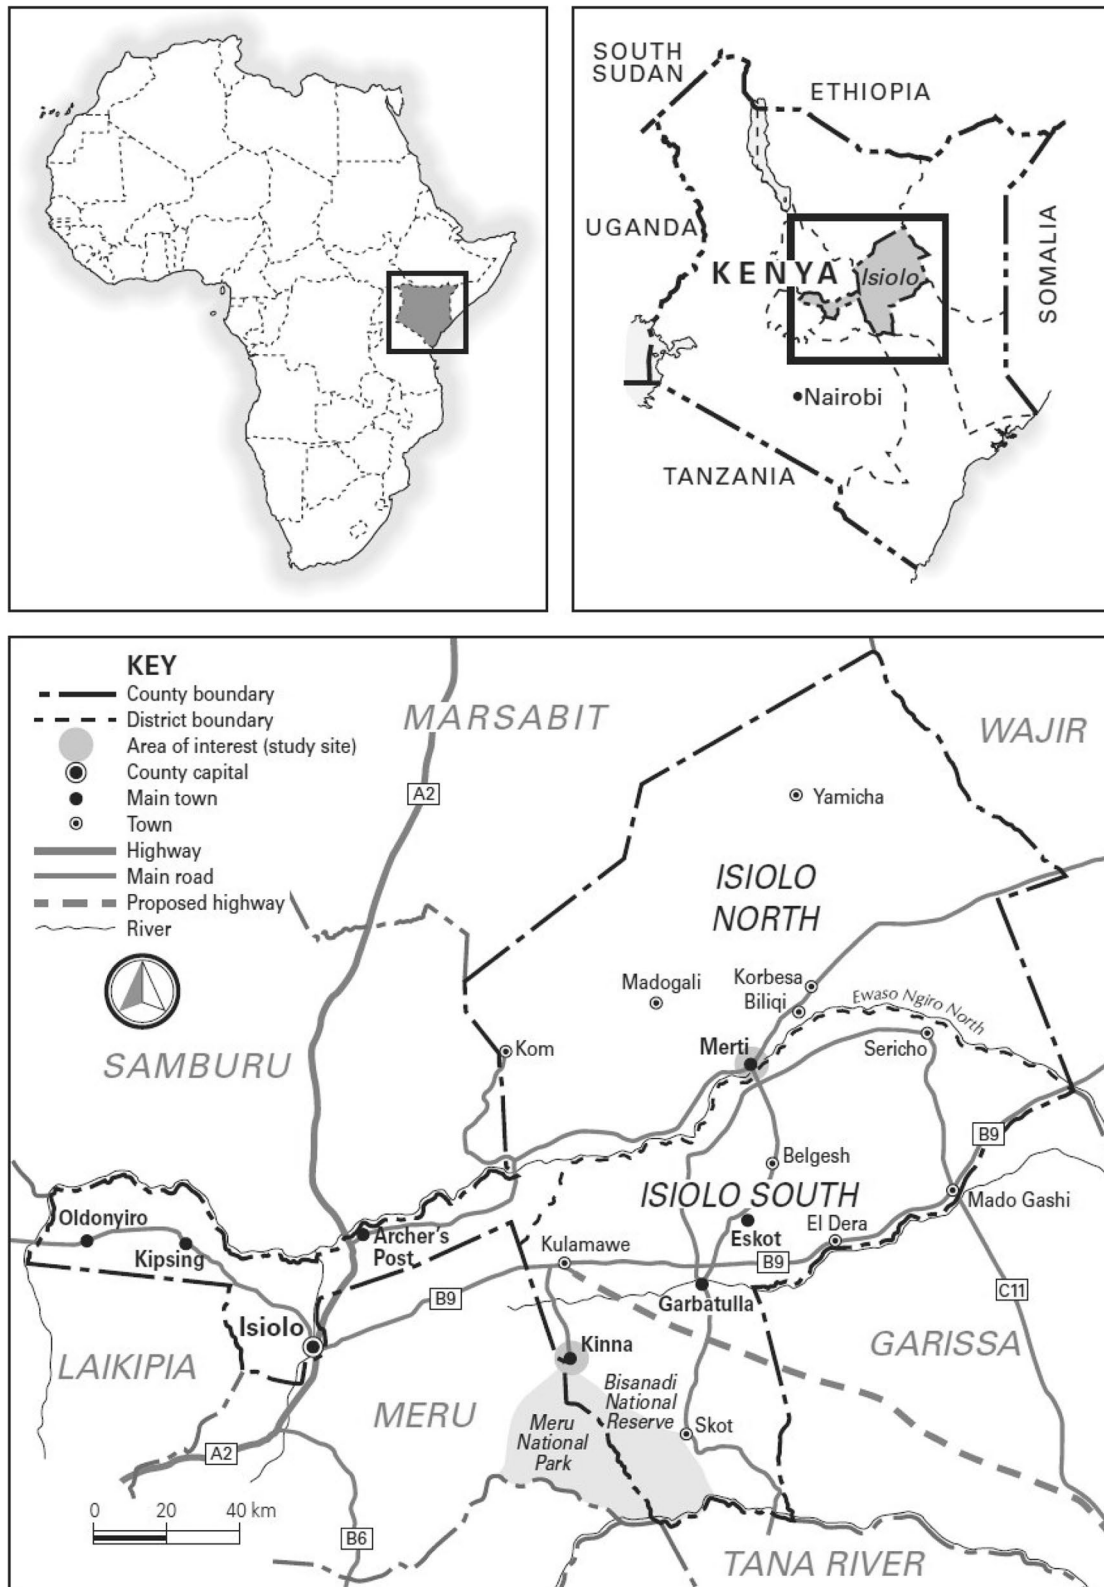 SOUTH
SUDAN
ETHIOPIA
UGANDA
KENYA
Isiolo
SOMALIA
Nairobi
TANZANIA
KEY
County boundary
District boundary
Area of interest (study site)
County capital
Main town
Town
Highway
Main road
Proposed highway
River
MARSABIT
WAJIR
A2
Yamicha
ISIOLO
NORTH
Madogali
Korbesa
Biliqi
Ewaso Ngiro North
SAMBURU
Kom
Merti
Sericho
B9
Belgesh
ISIOLO SOUTH
Mado Gashi
Oldonyiro
Kipsing
Archer's
Post
Kulamawe
Eskot
El Dera
B9
B9
C11
Isiolo
Garbatulla
LAIKIPIA
Kinna
GARISSA
MERU
Bisanadi
National
Reserve
Meru
National
Park
Skot
A2
0 20 40 km
B6
TANA RIVER